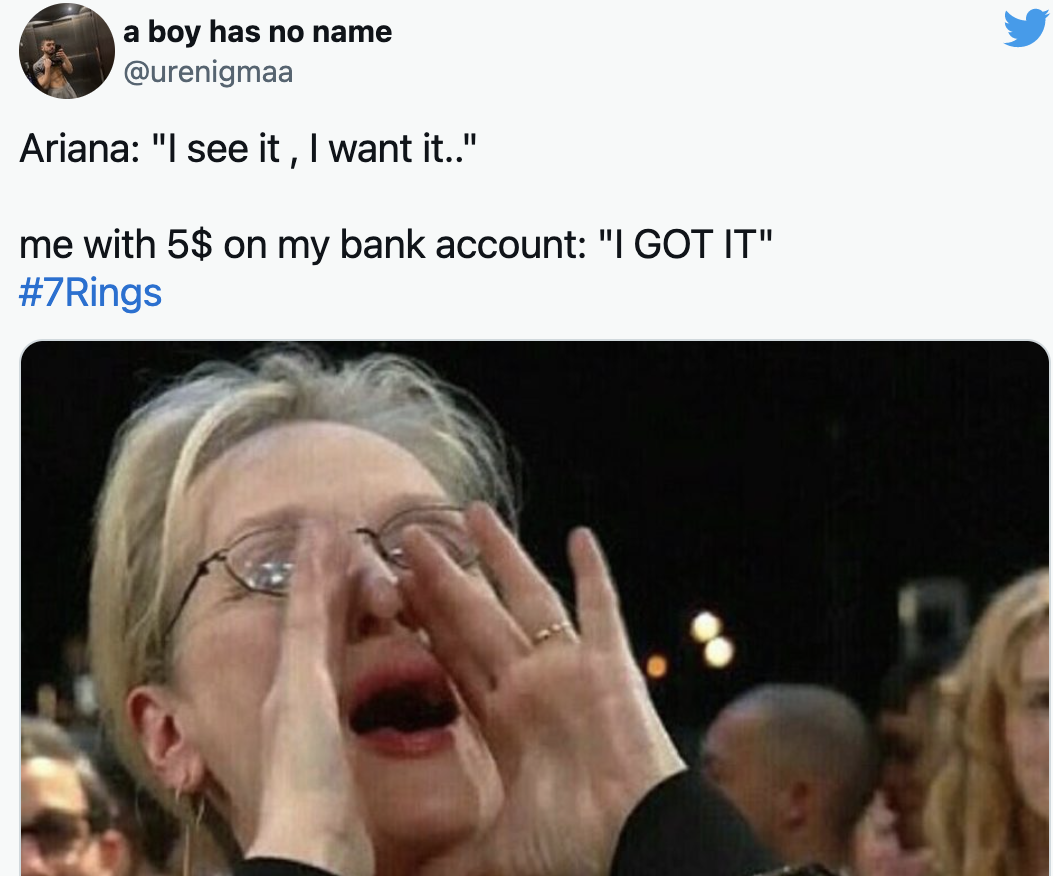 a boy has no name
@urenigmaa
Ariana: "I see it , I want it.."
me with 5$ on my bank account: "I GOT IT"
#7Rings